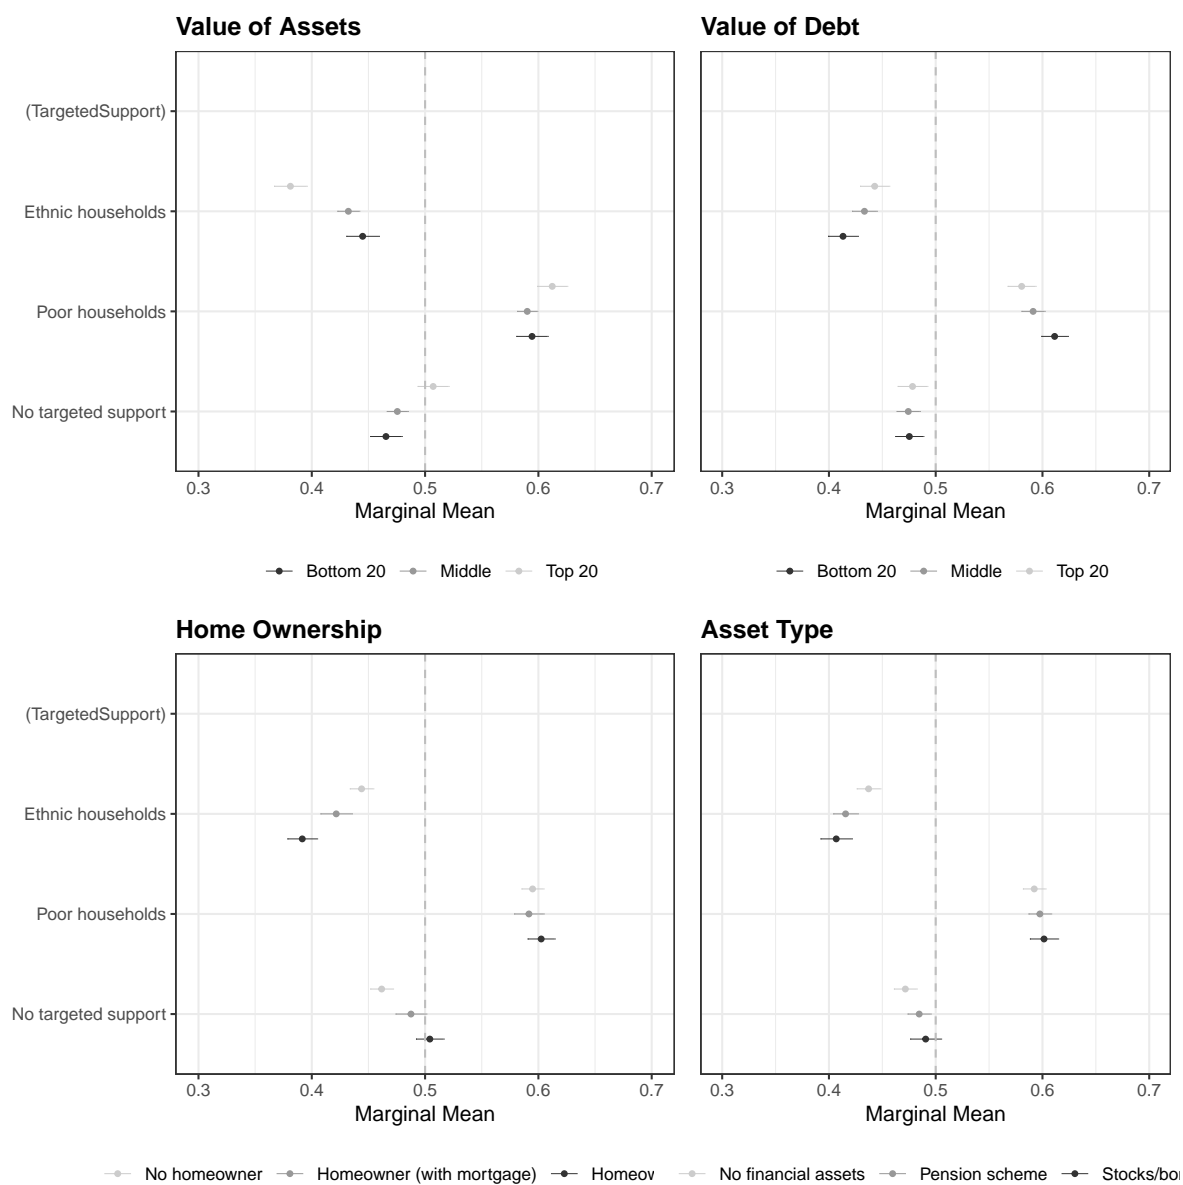 Value of Assets
Value of Debt
(TargetedSupport)
Ethnic households
Poor households
No targeted support
0.3 0.4 0.5 0.6 0.7
0.3 0.4 0.5 0.6 0.7
Marginal Mean
Marginal Mean
Bottom 20 Middle Top 20
Bottom 20 Middle Top 20
Home Ownership
Asset Type
(TargetedSupport)
Ethnic households
Poor households
No targeted support
0.3 0.4 0.5 0.6 0.7
0.3 0.4 0.5 0.6 0.7
Marginal Mean
Marginal Mean
No homeowner Homeowner (with mortgage)
No financial assets Pension scheme